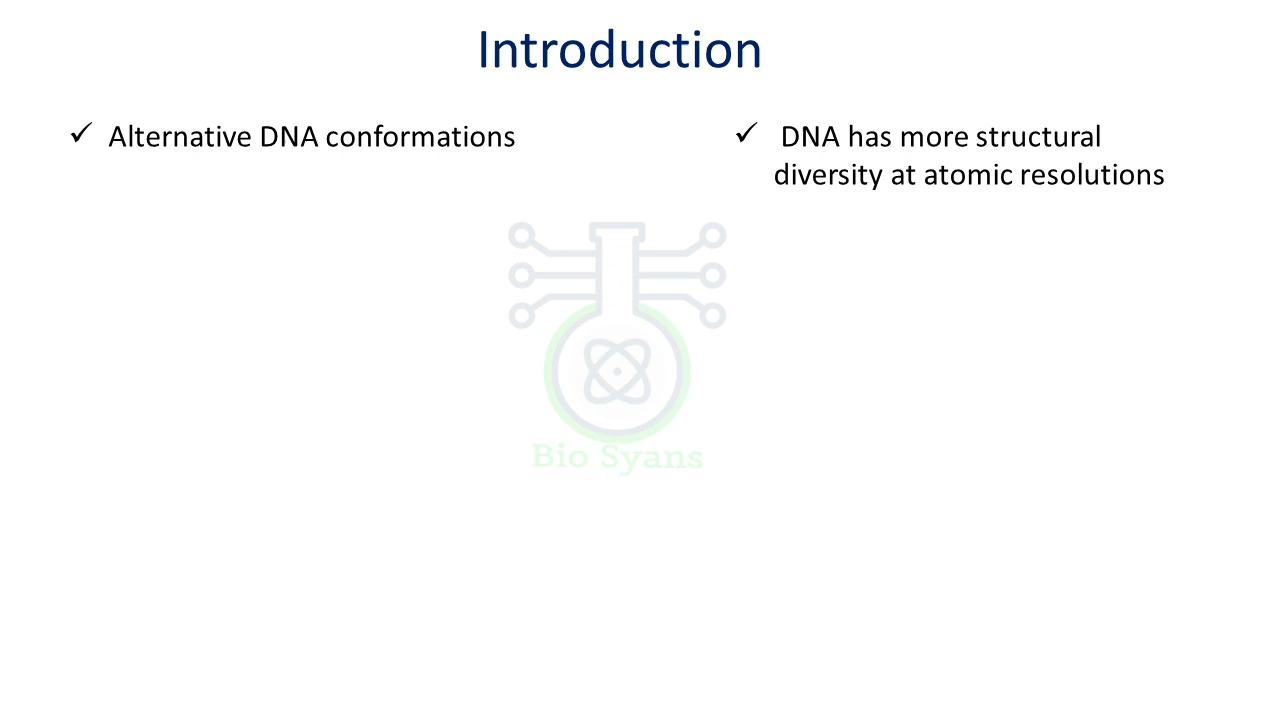 Introduction
✓ Alternative DNA conformations
✓ DNA has more structural
diversity at atomic resolutions
Bio Syans